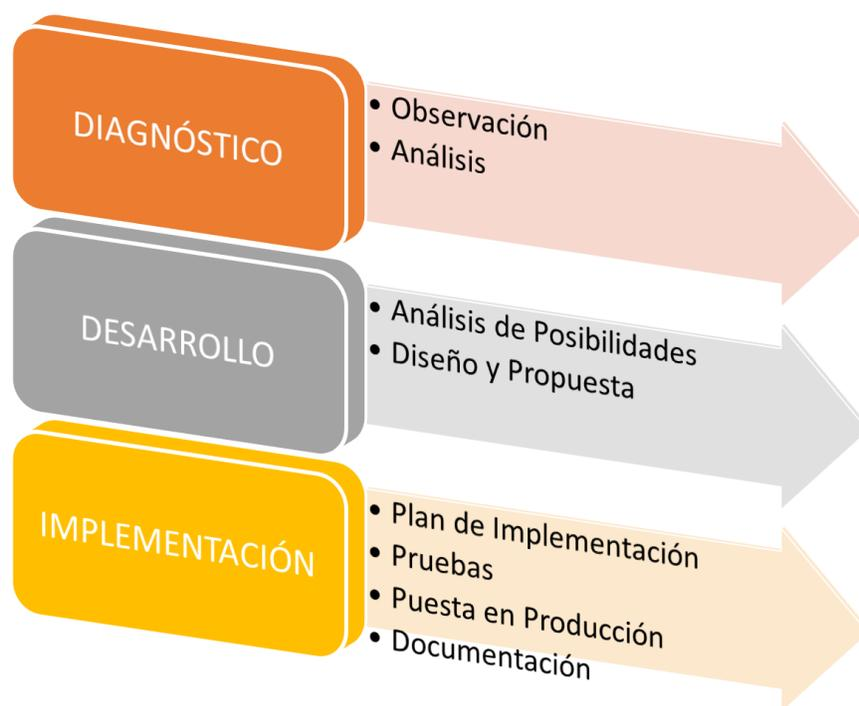 DIAGNÓSTICO
• Observación
• Análisis
DESARROLLO
• Análisis de Posibilidades
• Diseño y Propuesta
IMPLEMENTACIÓN
• Plan de Implementación
• Pruebas
• Puesta en Producción
• Documentación